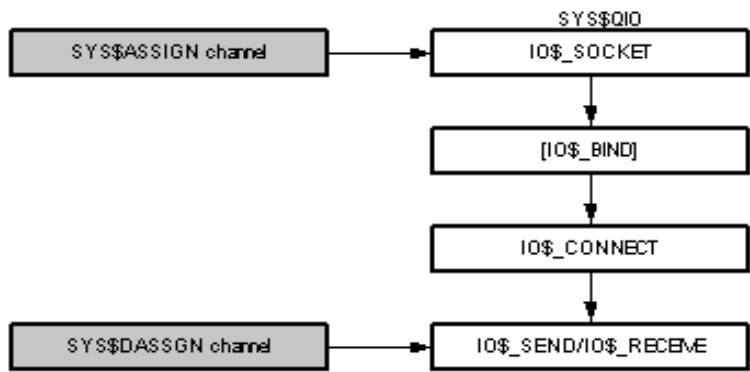 SYS$QIO
SYS$ASSIGN channel
IO$_SOCKET
[IO$_BIND]
IO$_CONNECT
SYS$DASSGN channel
IO$_SEND/IO$_RECEIVE